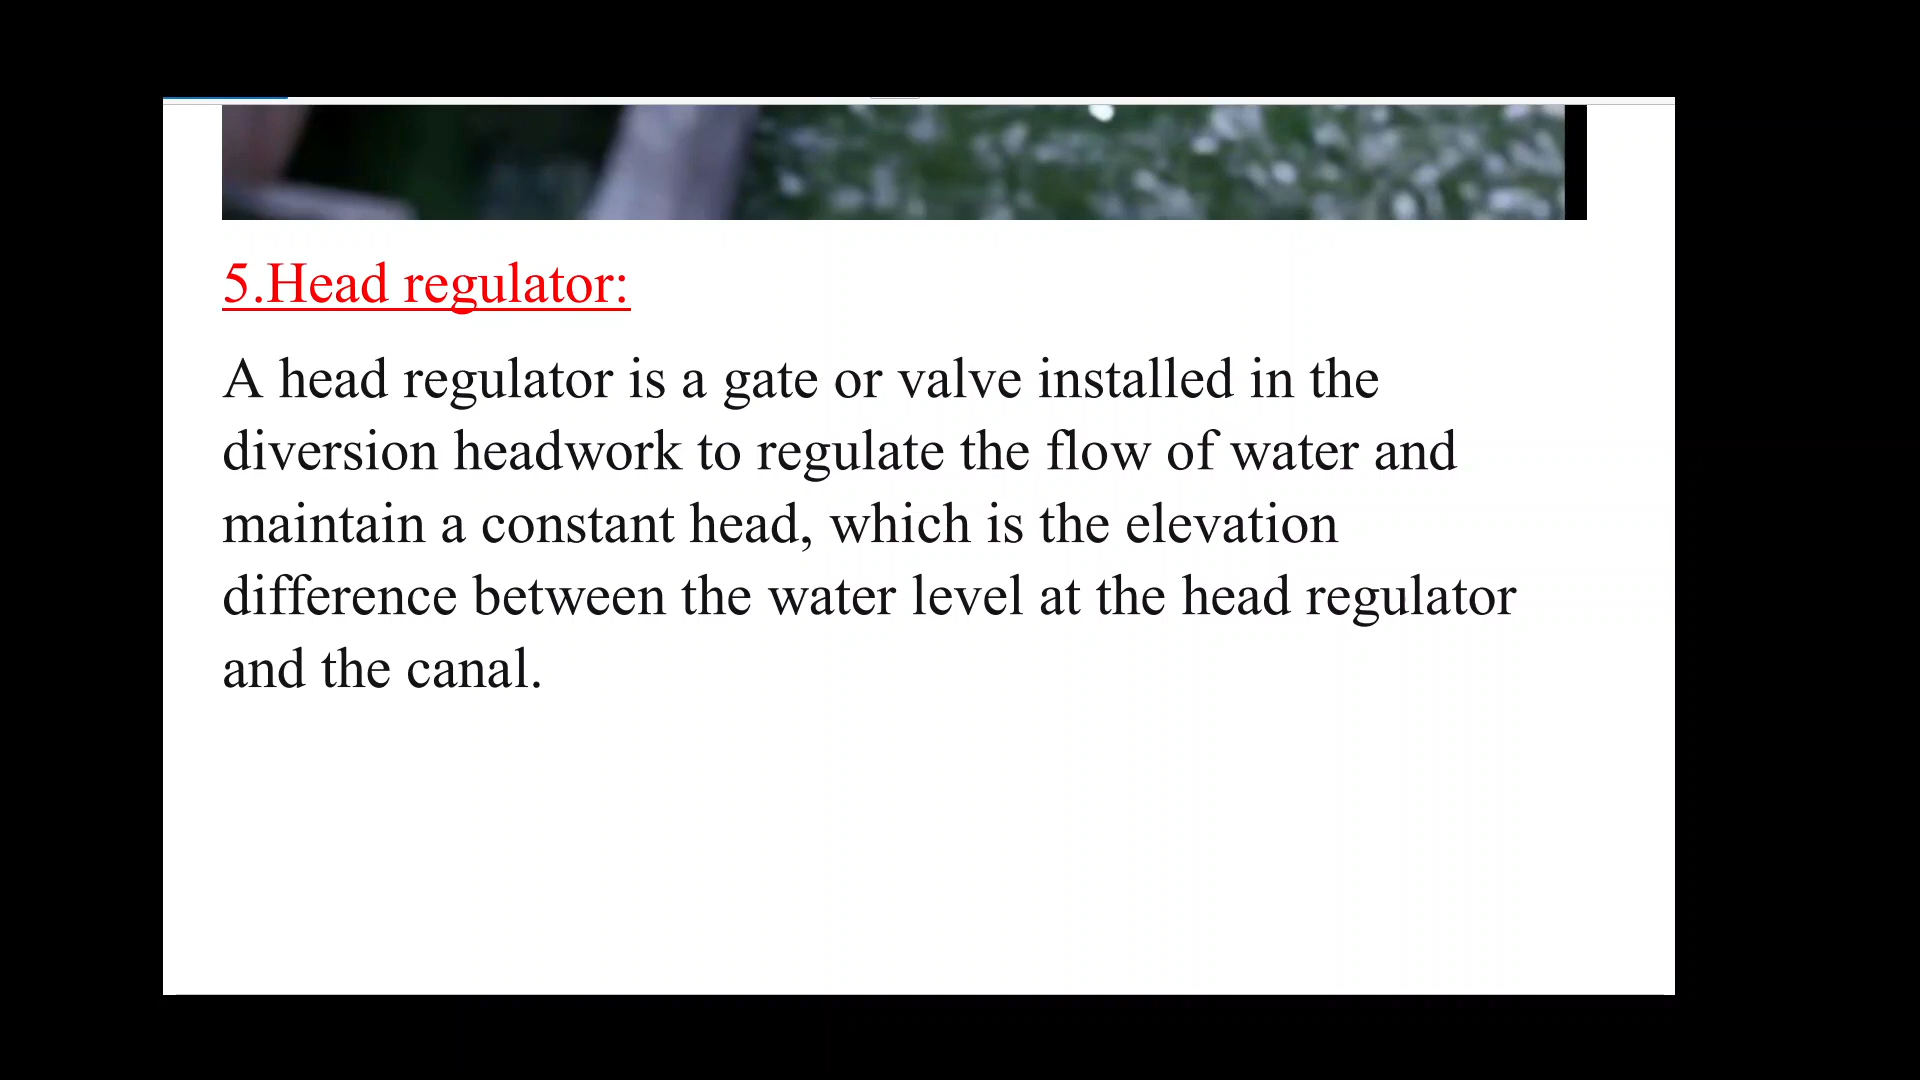 5.Head regulator:
A head regulator is a gate or valve installed in the
diversion headwork to regulate the flow of water and
maintain a constant head, which is the elevation
difference between the water level at the head regulator
and the canal.